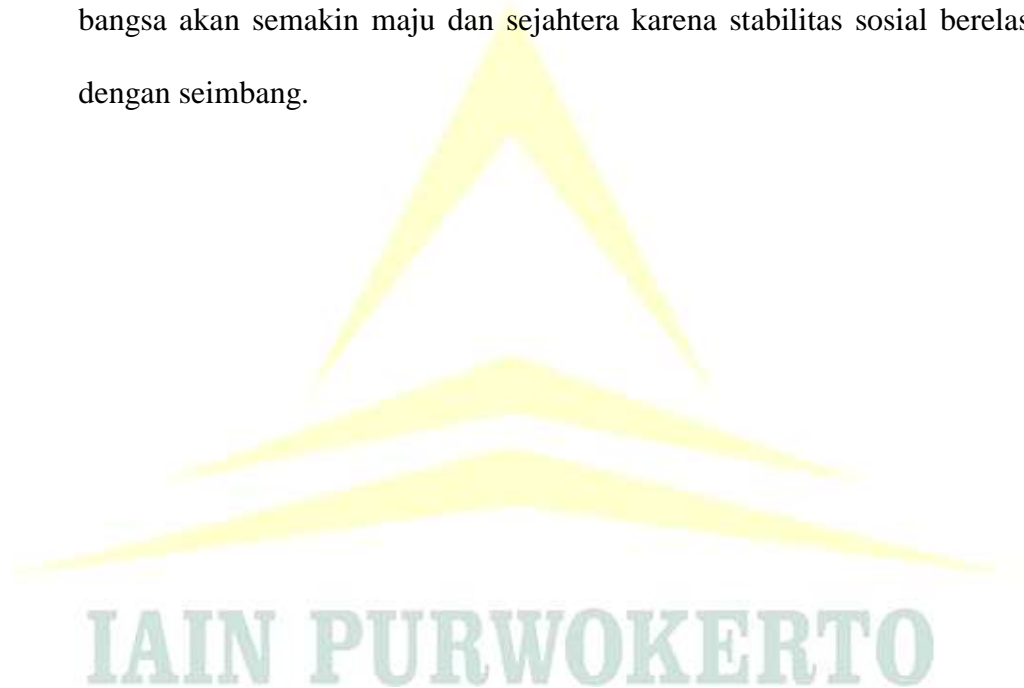 bangsa akan semakin maju dan sejahtera karena stabilitas sosial berelas
dengan seimbang.
IAIN PURWOKERTO